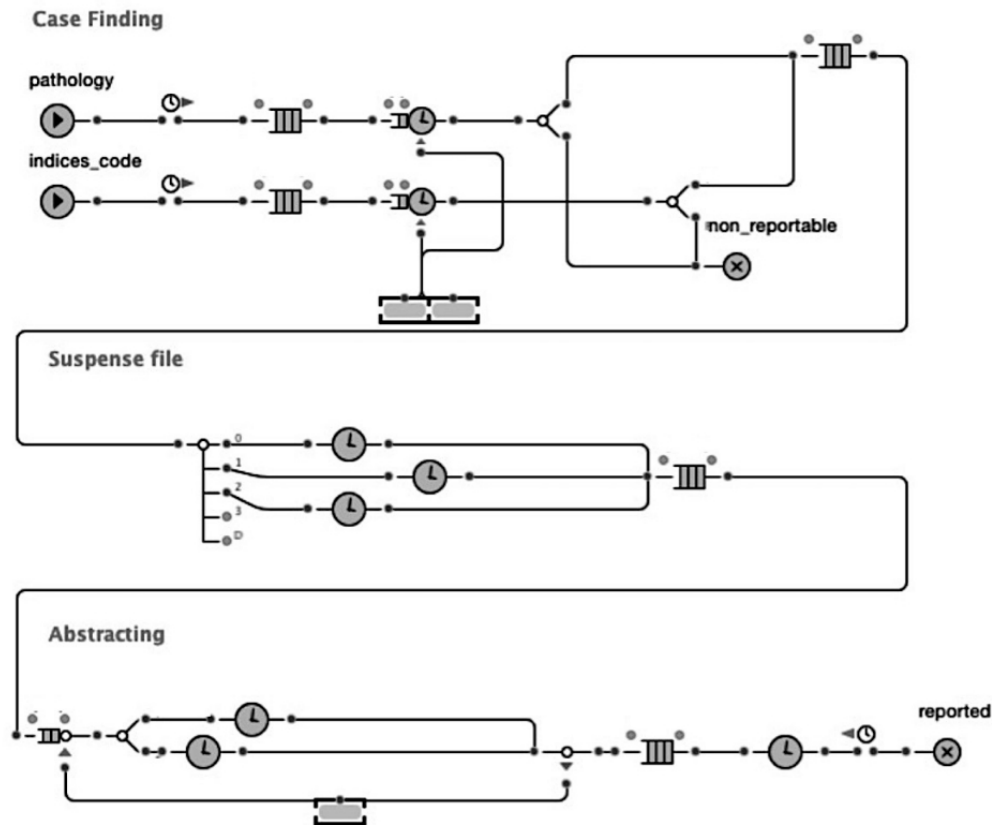 Case Finding
pathology
indices_code
non_reportable
Suspense file
0
1
2
3
D
Abstracting
reported